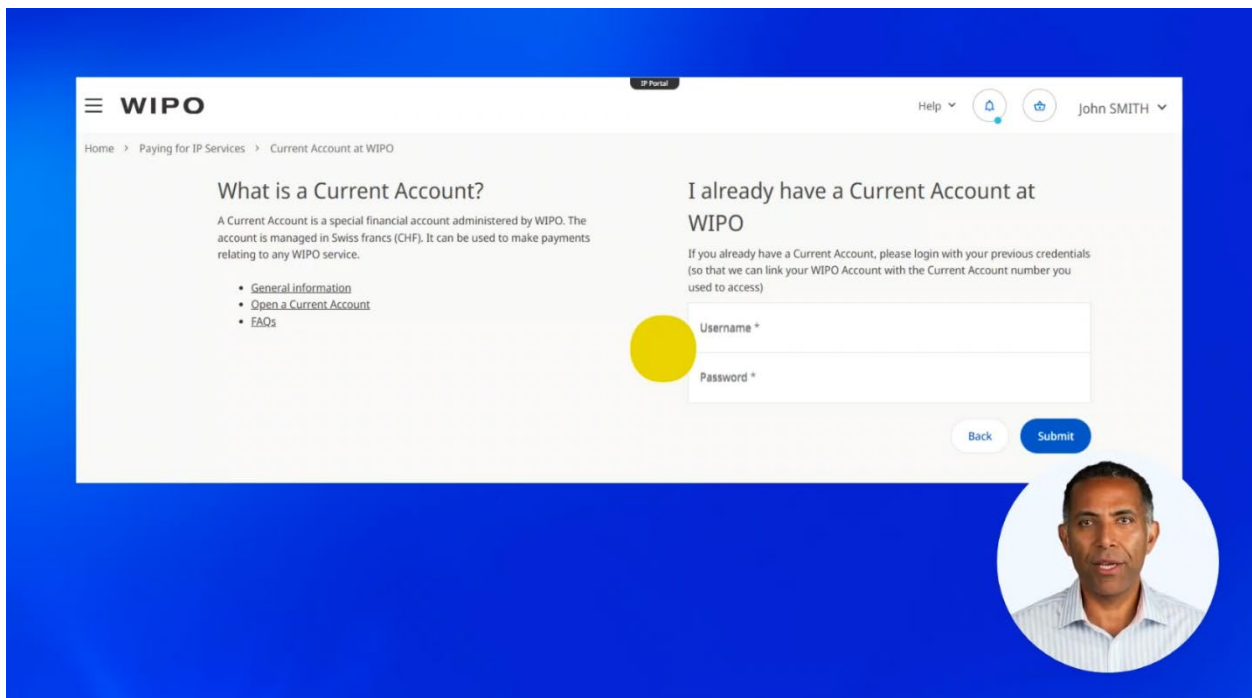 IP Portal
WIPO
Help
John SMITH
Home > Paying for IP Services > Current Account at WIPO
What is a Current Account?
A Current Account is a special financial account administered by WIPO. The
account is managed in Swiss francs (CHF). It can be used to make payments
relating to any WIPO service.
• General information
• Open a Current Account
• FAQs
I already have a Current Account at
WIPO
If you already have a Current Account, please login with your previous credentials
(so that we can link your WIPO Account with the Current Account number you
used to access)
Username *
Password *
Back
Submit